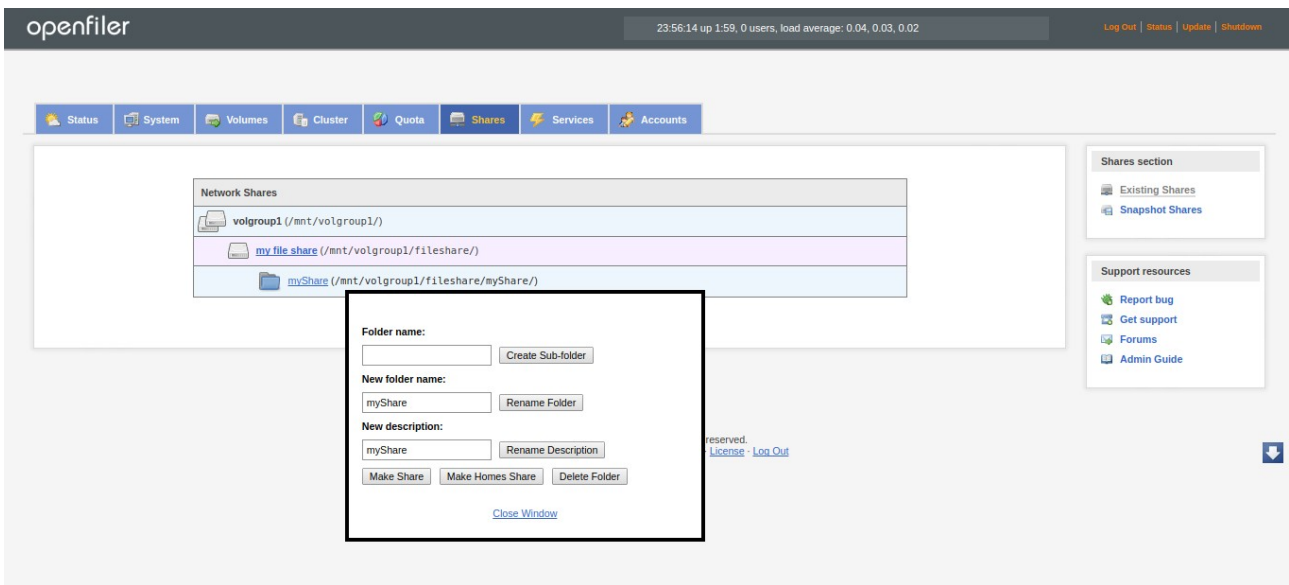 openfiler
23:56:14 up 1:59, 0 users, load average: 0.04, 0.03, 0.02
Log Out | Status | Update | Shutdown
Status System Volumes Cluster Quota Shares Services Accounts
Network Shares
volgroup1 (/mnt/volgroup1/)
my file share (/mnt/volgroup1/fileshare/)
myShare (/mnt/volgroup1/fileshare/myShare/)
Folder name:
Create Sub-folder
New folder name:
myShare Rename Folder
New description:
myShare Rename Description
Make Share Make Homes Share Delete Folder
Close Window
reserved.
· License · Log Out
Shares section
Existing Shares
Snapshot Shares
Support resources
Report bug
Get support
Forums
Admin Guide